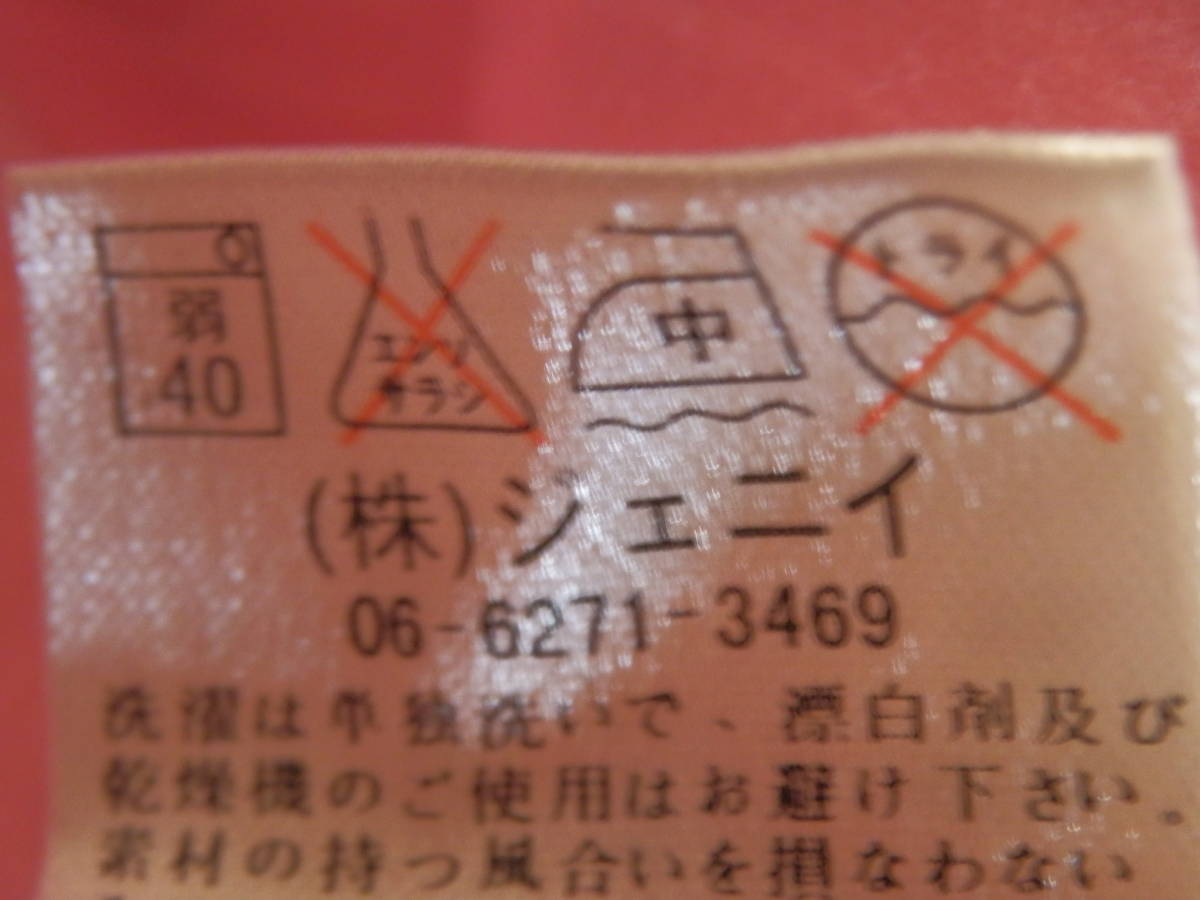 弱
40
エンソ
サラシ
中
ドライ
(株)ジェニイ
06-6271-3469
洗濯は単独洗いで、漂白剤及び
乾燥機のご使用はお避け下さい。
素材の持つ風合いを損なわない